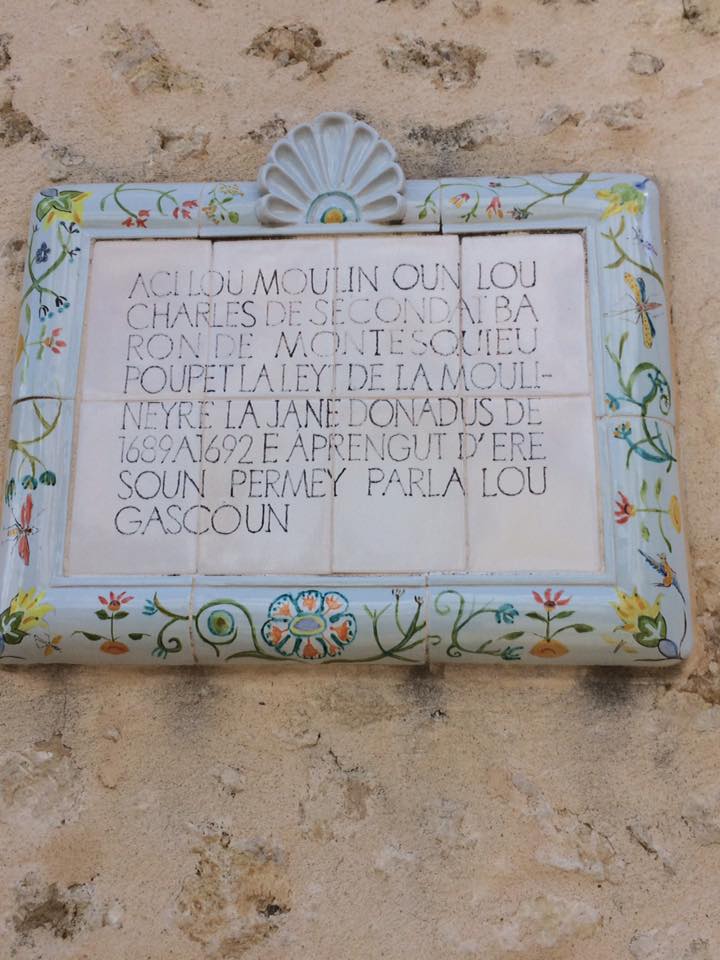 ACI LOU MOULIN OUN LOU
CHARLES DE SECONDAT BA
RON DE MONTESQUIEU
POUPET LA LEYT DE LA MOULI-
NEYRE LA JANE DONADUS DE
1689 A 1692 E APRENGUT D'ERE
SOUN PERMEY PARLA LOU
GASCOUN